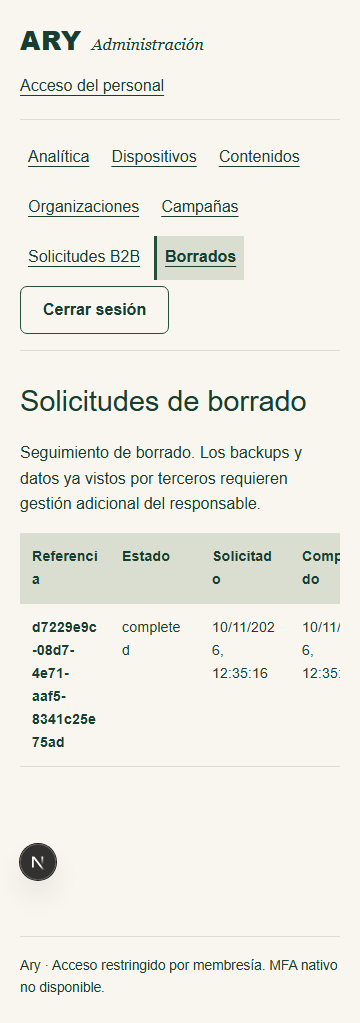 ARY Administración
Acceso del personal
Analítica Dispositivos Contenidos
Organizaciones Campañas
Solicitudes B2B Borrados
Cerrar sesión
Solicitudes de borrado
Seguimiento de borrado. Los backups y
datos ya vistos por terceros requieren
gestión adicional del responsable.
Referenci Estado Solicitad Comp
a o do
d7229e9c complete 10/11/202 10/11/
-08d7- d 6, 6,
4e71- 12:35:16 12:35:
aaf5-
8341c25e
75ad
N
Ary · Acceso restringido por membresía. MFA nativo
no disponible.